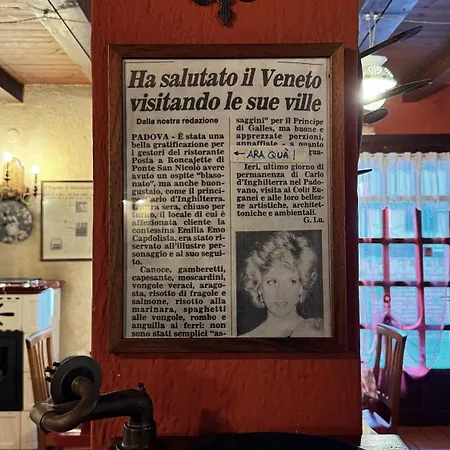 Ha salutato il Veneto
visitando le sue ville
Dalla nostra redazione
PADOVA - È stata una
bella gratificazione per
i gestori del ristorante
Posta a Roncajette di
Ponte San Nicolò avere
avuto un ospite "blaso-
nato", ma anche buon-
gustaio, come il princi-
Carlo d'Inghilterra.
sera, chiuso per
turno, il locale di cui è
affezionata cliente la
contessina Emilia Emo
Capodilista, era stato ri-
servato all'illustre per-
sonaggio e al suo segui-
to.
Canoce, gamberetti,
capesante, moscardini,
vongole veraci, arago-
sta, risotto di fragole e
salmone, risotto alla
marinara, spaghetti
alle vongole, rombo e
anguilla ai ferri: non
sono stati semplici "as-
saggini" per il Principe
di Galles, ma buone e
apprezzate porzioni,
annaffiate - a quanto
← ARA QUÀ!
Ieri, ultimo giorno di
permanenza di Carlo
d'Inghilterra nel Pado-
vano, visita ai Colli Eu-
ganei e alle loro bellez-
ze artistiche, archit-
toniche e ambientali.
G. Lu.